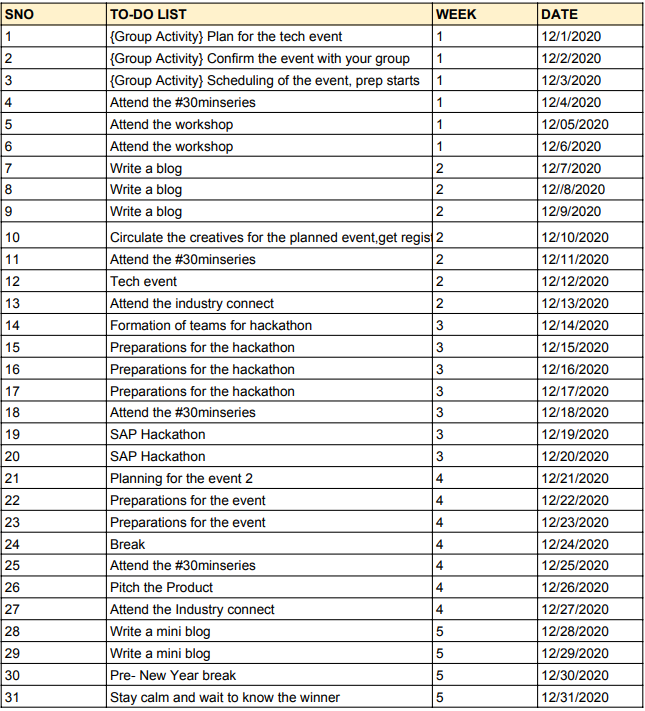 SNO TO-DO LIST WEEK DATE
1 {Group Activity} Plan for the tech event 1 12/1/2020
2 {Group Activity} Confirm the event with your group 1 12/2/2020
3 {Group Activity} Scheduling of the event, prep starts 1 12/3/2020
4 Attend the #30minseries 1 12/4/2020
5 Attend the workshop 1 12/05/2020
6 Attend the workshop 1 12/6/2020
7 Write a blog 2 12/7/2020
8 Write a blog 2 12//8/2020
9 Write a blog 2 12/9/2020
10 Circulate the creatives for the planned event,get regist 2 12/10/2020
11 Attend the #30minseries 2 12/11/2020
12 Tech event 2 12/12/2020
13 Attend the industry connect 2 12/13/2020
14 Formation of teams for hackathon 3 12/14/2020
15 Preparations for the hackathon 3 12/15/2020
16 Preparations for the hackathon 3 12/16/2020
17 Preparations for the hackathon 3 12/17/2020
18 Attend the #30minseries 3 12/18/2020
19 SAP Hackathon 3 12/19/2020
20 SAP Hackathon 3 12/20/2020
21 Planning for the event 2 4 12/21/2020
22 Preparations for the event 4 12/22/2020
23 Preparations for the event 4 12/23/2020
24 Break 4 12/24/2020
25 Attend the #30minseries 4 12/25/2020
26 Pitch the Product 4 12/26/2020
27 Attend the Industry connect 4 12/27/2020
28 Write a mini blog 5 12/28/2020
29 Write a mini blog 5 12/29/2020
30 Pre- New Year break 5 12/30/2020
31 Stay calm and wait to know the winner 5 12/31/2020